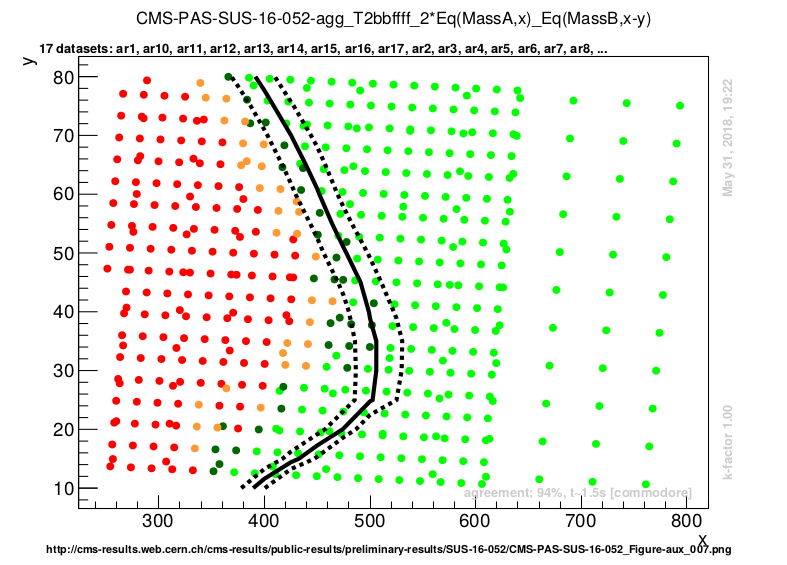 CMS-PAS-SUS-16-052-agg_T2bbffff_2*Eq(MassA,x)_Eq(MassB,x-y)
17 datasets: ar1, ar10, ar11, ar12, ar13, ar14, ar15, ar16, ar17, ar2, ar3, ar4, ar5, ar6, ar7, ar8, ...
y
80
70
60
50
40
30
20
10
May 31. 2018, 19:22
k-factor 1.00
agreement: 94%, t~1.5s [commodore]
300 400 500 600 700 800
x
http://cms-results.web.cern.ch/cms-results/public-results/preliminary-results/SUS-16-052/CMS-PAS-SUS-16-052_Figure-aux_007.png